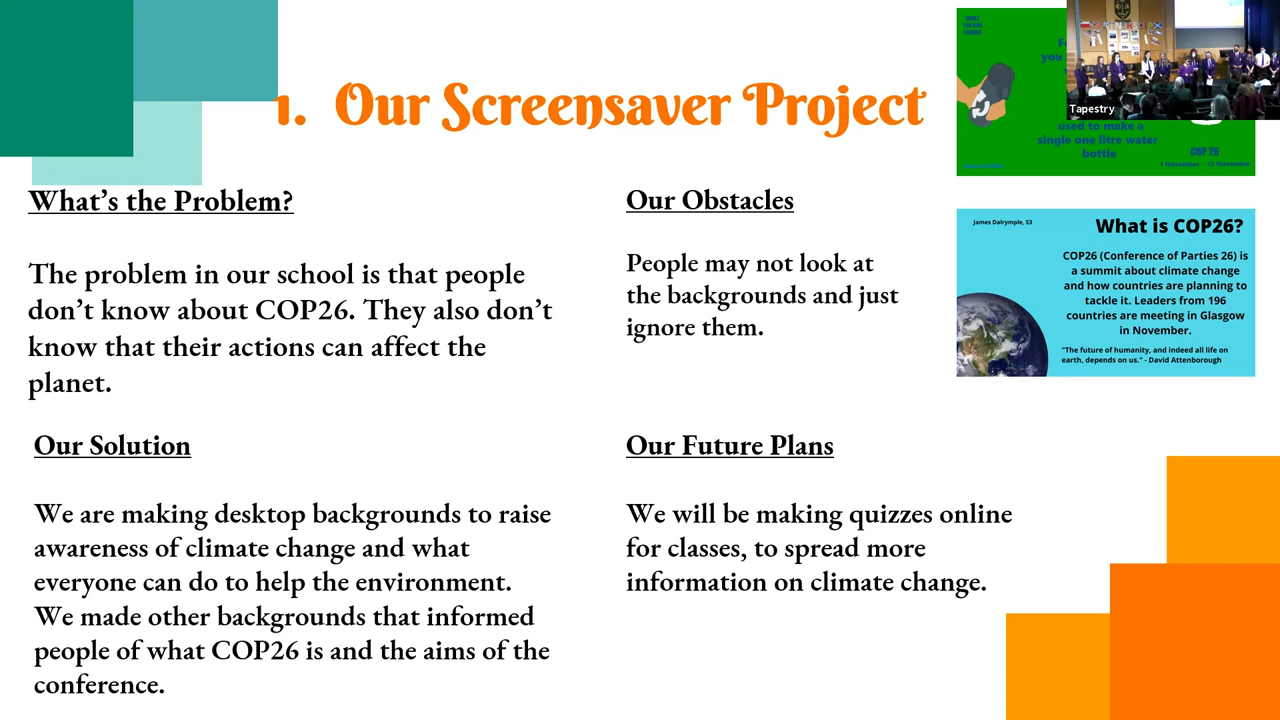 1. Our Screensaver Project
What's the Problem?
The problem in our school is that people
don't know about COP26. They also don't
know that their actions can affect the
planet.
Our Solution
We are making desktop backgrounds to raise
awareness of climate change and what
everyone can do to help the environment.
We made other backgrounds that informed
people of what COP26 is and the aims of the
conference.
Our Obstacles
People may not look at
the backgrounds and just
ignore them.
Our Future Plans
We will be making quizzes online
for classes, to spread more
information on climate change.
Tapestry
you
used to make a
single one litre water
bottle
COP 26
1 November - 12 November
James Dalrymple, S3
What is COP26?
COP26 (Conference of Parties 26) is
a summit about climate change
and how countries are planning to
tackle it. Leaders from 196
countries are meeting in Glasgow
in November.
"The future of humanity, and indeed all life on
earth, depends on us." - David Attenborough